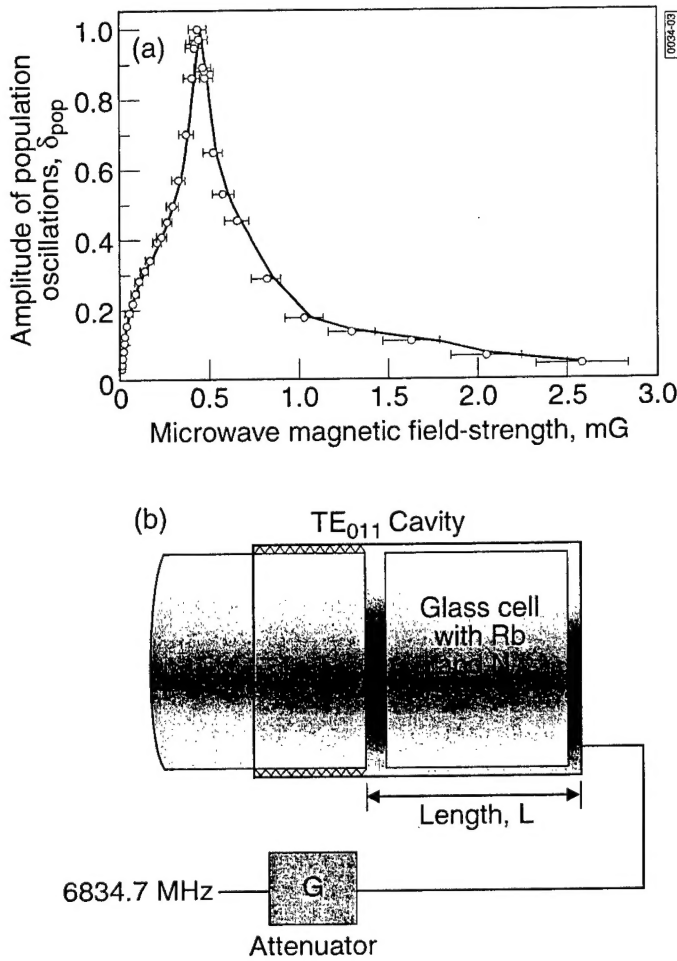 0034-03
(a)
Amplitude of population
oscillations, δpop
1.0
0.8
0.6
0.4
0.2
0
0 0.5 1.0 1.5 2.0 2.5 3.0
Microwave magnetic field-strength, mG
(b)
TE011 Cavity
Glass cell
with Rb
and
Length, L
6834.7 MHz
G
Attenuator